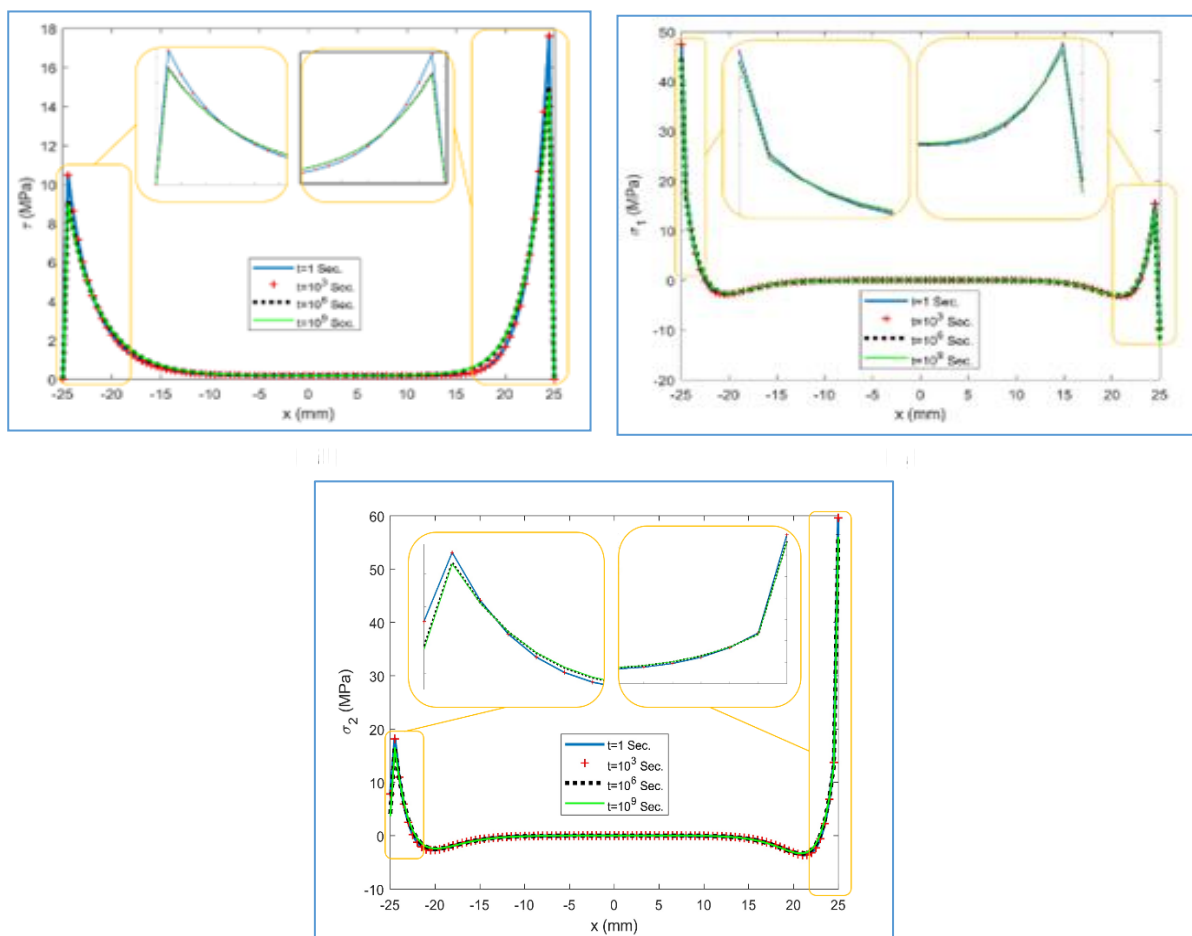 18
16
14
12
10
8
6
4
2
0
τ (MPa)
t=1 Sec.
t=10³ Sec.
t=10⁶ Sec.
t=10⁹ Sec.
-25 -20 -15 -10 -5 0 5 10 15 20 25
x (mm)
50
40
30
20
10
0
-10
-20
σ₁ (MPa)
t=1 Sec.
t=10³ Sec.
t=10⁶ Sec.
t=10⁹ Sec.
-25 -20 -15 -10 -5 0 5 10 15 20 25
x (mm)
60
50
40
30
20
10
0
-10
σ₂ (MPa)
t=1 Sec.
t=10³ Sec.
t=10⁶ Sec.
t=10⁹ Sec.
-25 -20 -15 -10 -5 0 5 10 15 20 25
x (mm)